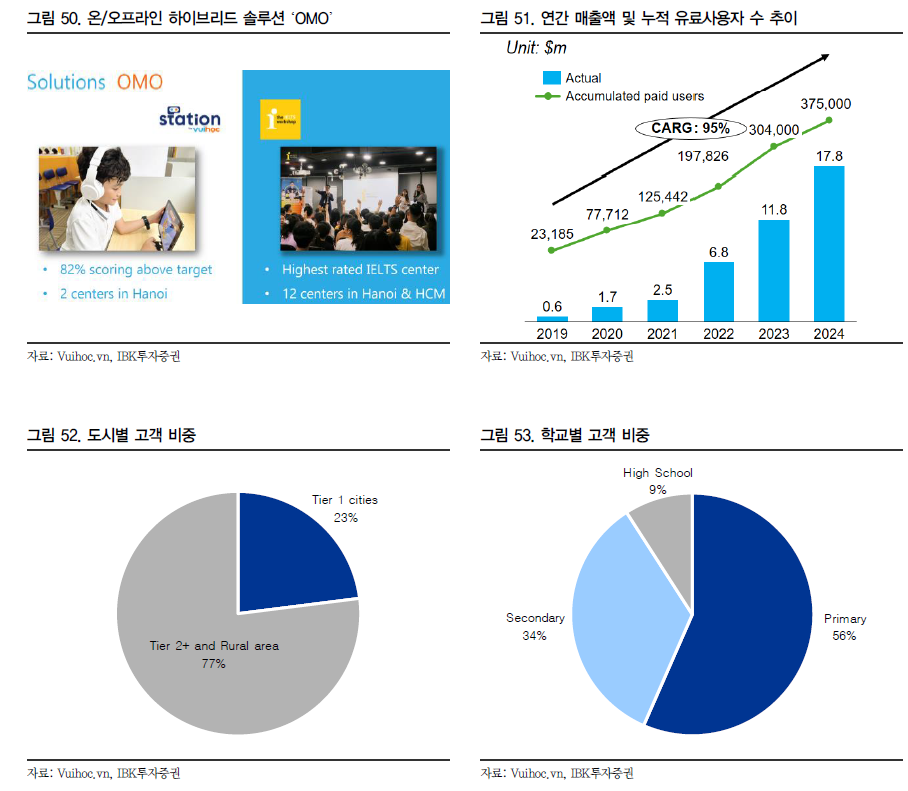 그림 50. 온/오프라인 하이브리드 솔루션 ‘OMO’
Solutions OMO
station
by vuihoc
• 82% scoring above target
• 2 centers in Hanoi
i the
workshop
• Highest rated IELTS center
• 12 centers in Hanoi & HCM
자료: Vuihoc.vn, IBK투자증권
그림 51. 연간 매출액 및 누적 유료사용자 수 추이
Unit: $m
Actual
Accumulated paid users
CARG: 95%
375,000
304,000
197,826
125,442
77,712
23,185
17.8
11.8
6.8
2.5
1.7
0.6
2019 2020 2021 2022 2023 2024
자료: Vuihoc.vn, IBK투자증권
그림 52. 도시별 고객 비중
Tier 1 cities
23%
Tier 2+ and Rural area
77%
자료: Vuihoc.vn, IBK투자증권
그림 53. 학교별 고객 비중
High School
9%
Secondary
34%
Primary
56%
자료: Vuihoc.vn, IBK투자증권